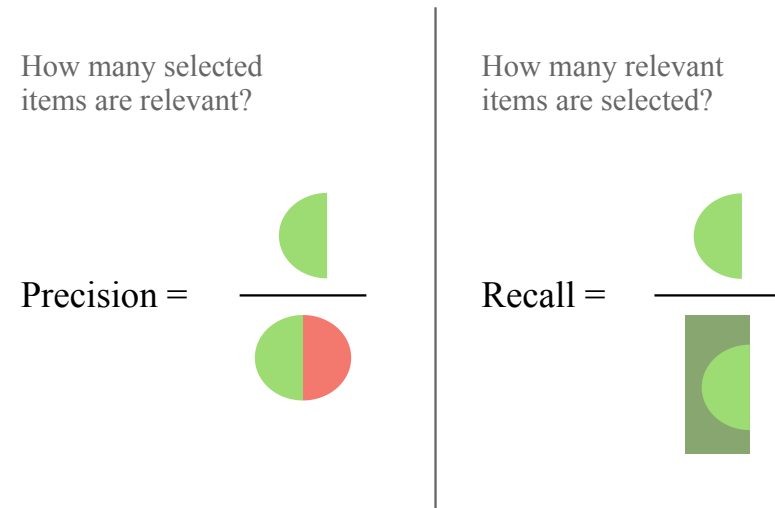 How many selected
items are relevant?
Precision =
How many relevant
items are selected?
Recall =